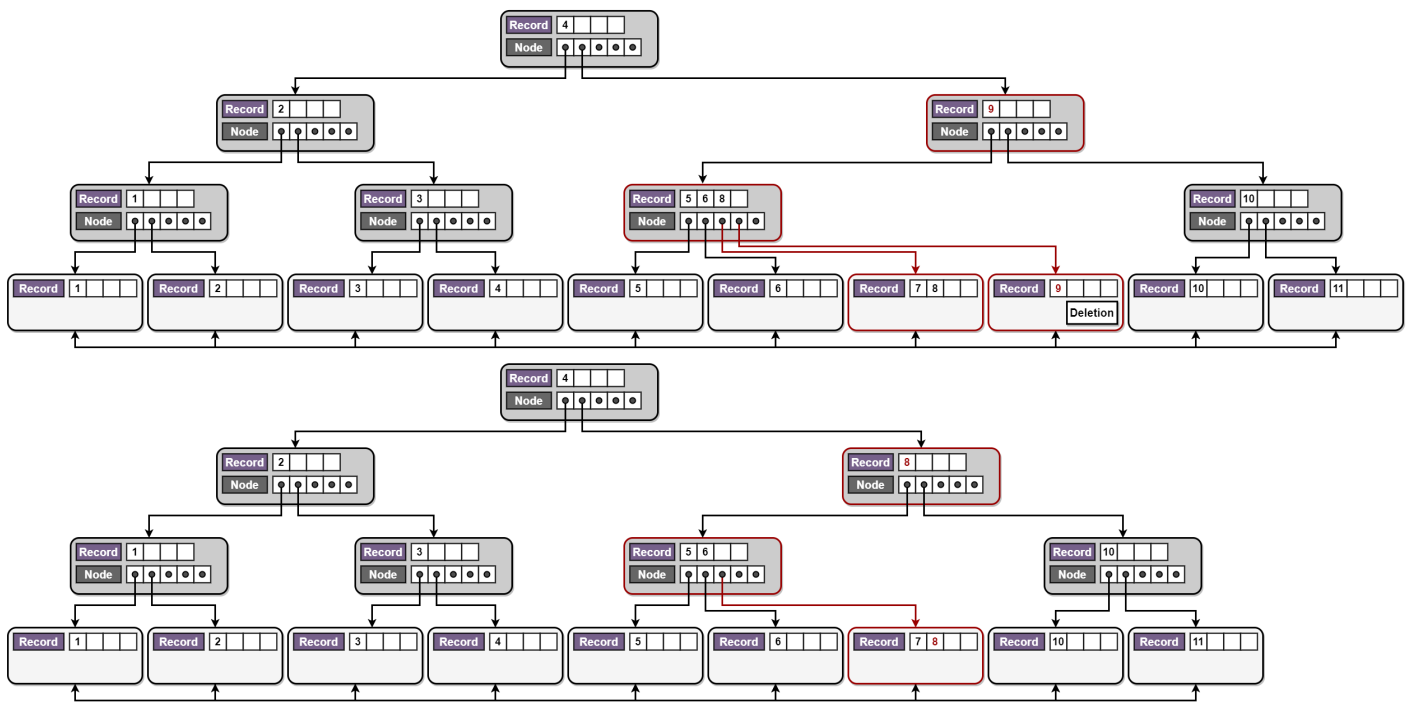 Record 4
Node
Record 2
Record 9
Node
Node
Record 1
Record 3
Record 5 6 8
Record 10
Node
Node
Node
Node
Record 1
Record 2
Record 3
Record 4
Record 5
Record 6
Record 7 8
Record 9
Record 10
Record 11
Deletion
Record 4
Node
Record 2
Record 8
Node
Node
Record 1
Record 3
Record 5 6
Record 10
Node
Node
Node
Node
Record 1
Record 2
Record 3
Record 4
Record 5
Record 6
Record 7 8
Record 10
Record 11